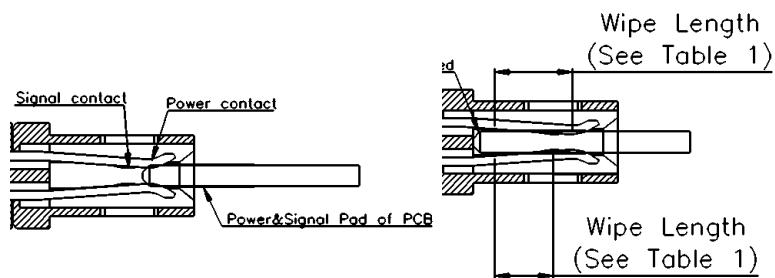 Signal contact
Power contact
Power&Signal Pad of PCB
Wipe Length
(See Table 1)
ed
Wipe Length
(See Table 1)